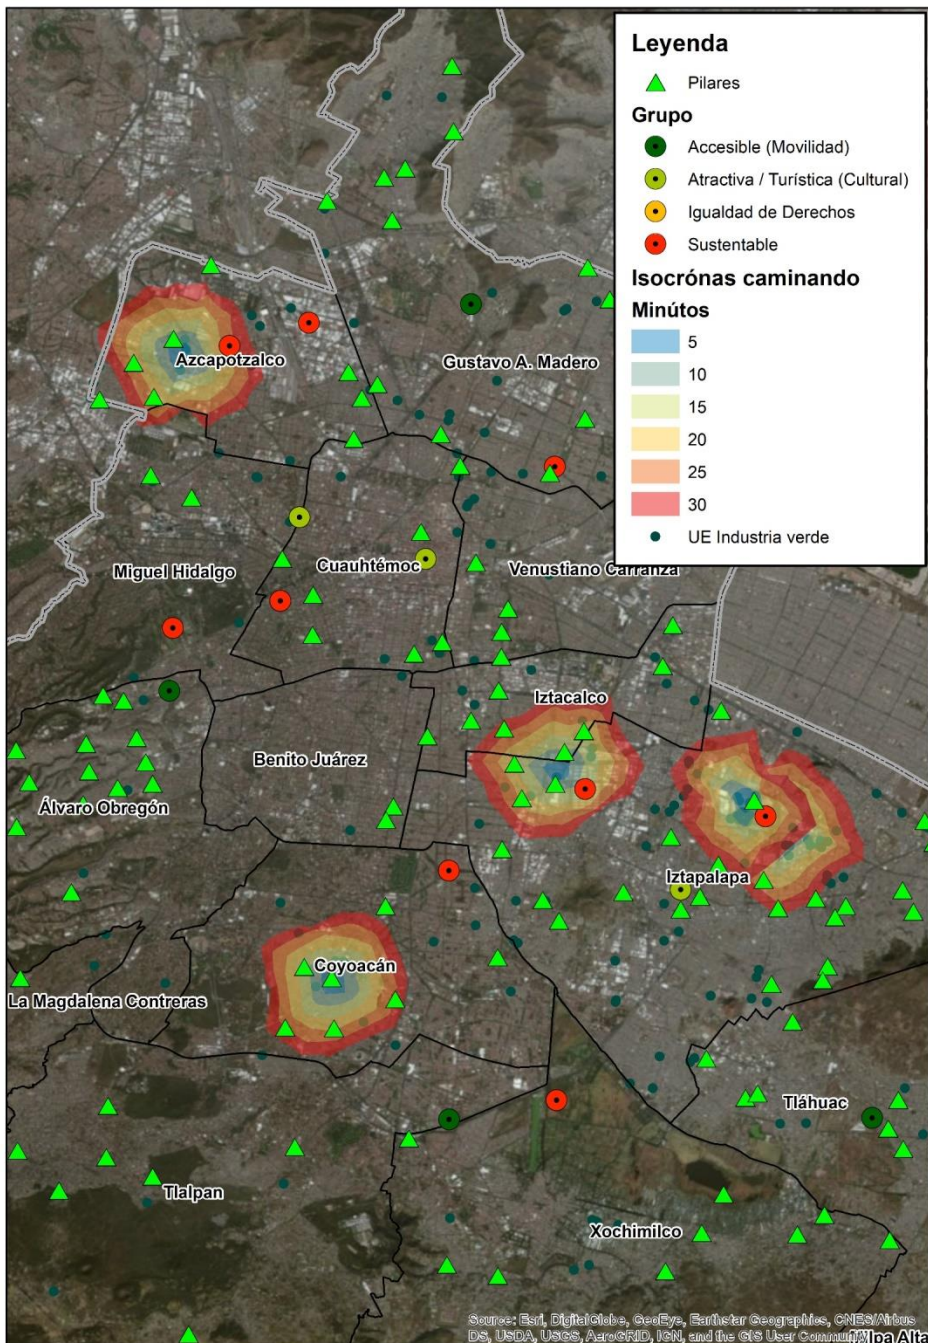 Leyenda
Pilares
Grupo
Accesible (Movilidad)
Atractiva / Turística (Cultural)
Igualdad de Derechos
Sustentable
Isocrónas caminando
Minútos
5
10
15
20
25
30
UE Industria verde
Azcapotzalco
Gustavo A. Madero
Miguel Hidalgo
Cuauhtémoc
Venustiano Carranza
Iztacalco
Benito Juárez
Álvaro Obregón
Iztapalapa
Coyoacán
La Magdalena Contreras
Tláhuac
Tlalpan
Xochimilco
Milpa Alta
Source: Esri, DigitalGlobe, GeoEye, Earthstar Geographics, CNES/Airbus
DS, USDA, USGS, AeroGRID, IGN, and the GIS User Community